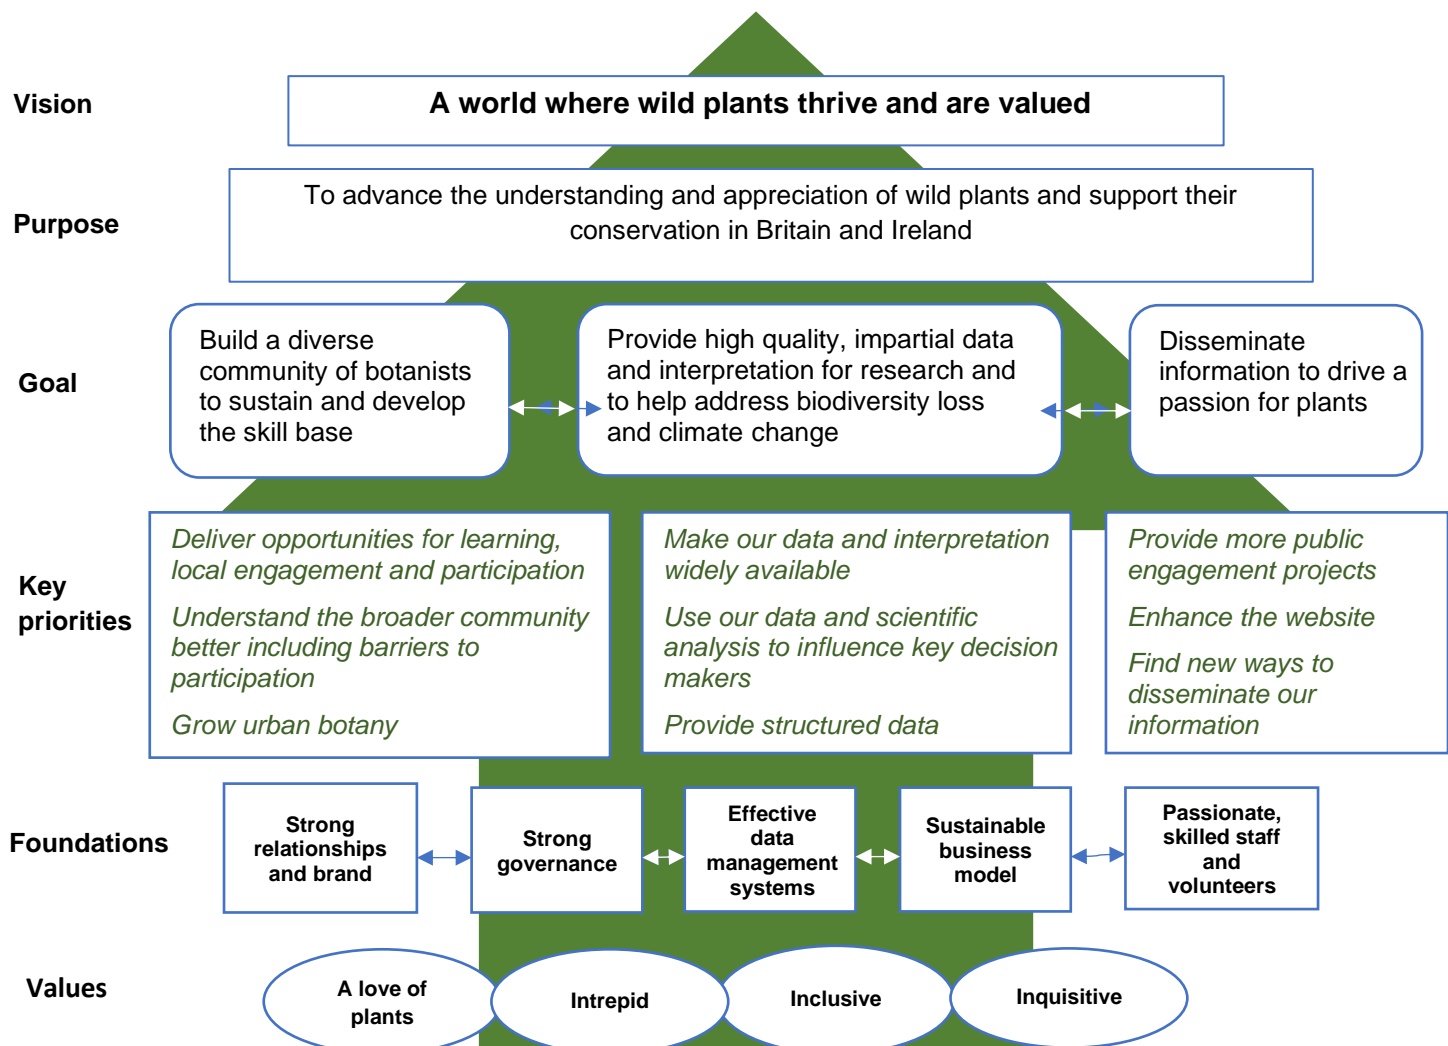 Vision
A world where wild plants thrive and are valued
Purpose
To advance the understanding and appreciation of wild plants and support their
conservation in Britain and Ireland
Goal
Build a diverse
community of botanists
to sustain and develop
the skill base
Provide high quality, impartial data
and interpretation for research and
to help address biodiversity loss
and climate change
Disseminate
information to drive a
passion for plants
Key
priorities
Deliver opportunities for learning,
local engagement and participation
Understand the broader community
better including barriers to
participation
Grow urban botany
Make our data and interpretation
widely available
Use our data and scientific
analysis to influence key decision
makers
Provide structured data
Provide more public
engagement projects
Enhance the website
Find new ways to
disseminate our
information
Foundations
Strong
relationships
and brand
Strong
governance
Effective
data
management
systems
Sustainable
business
model
Passionate,
skilled staff
and
volunteers
Values
A love of
plants
Intrepid
Inclusive
Inquisitive